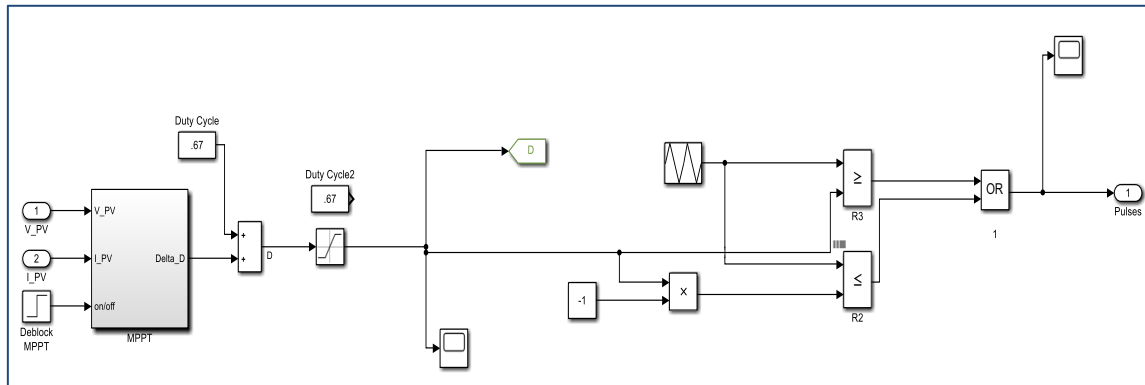 Duty Cycle
.67
Duty Cycle2
.67
D
1
V_PV
2
I_PV
Deblock
MPPT
V_PV
I_PV
on/off
Delta_D
MPPT
+
+
D
-1
×
≥
R3
≤
R2
OR
1
1
Pulses